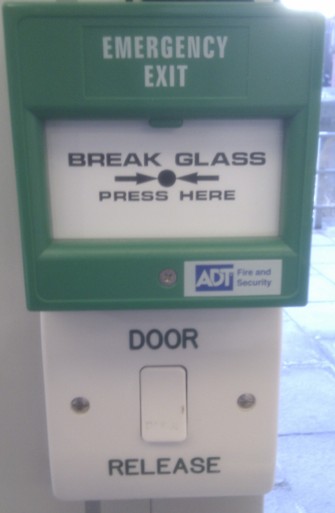 EMERGENCY
EXIT
BREAK GLASS
PRESS HERE
ADT Fire and
Security
DOOR
RELEASE